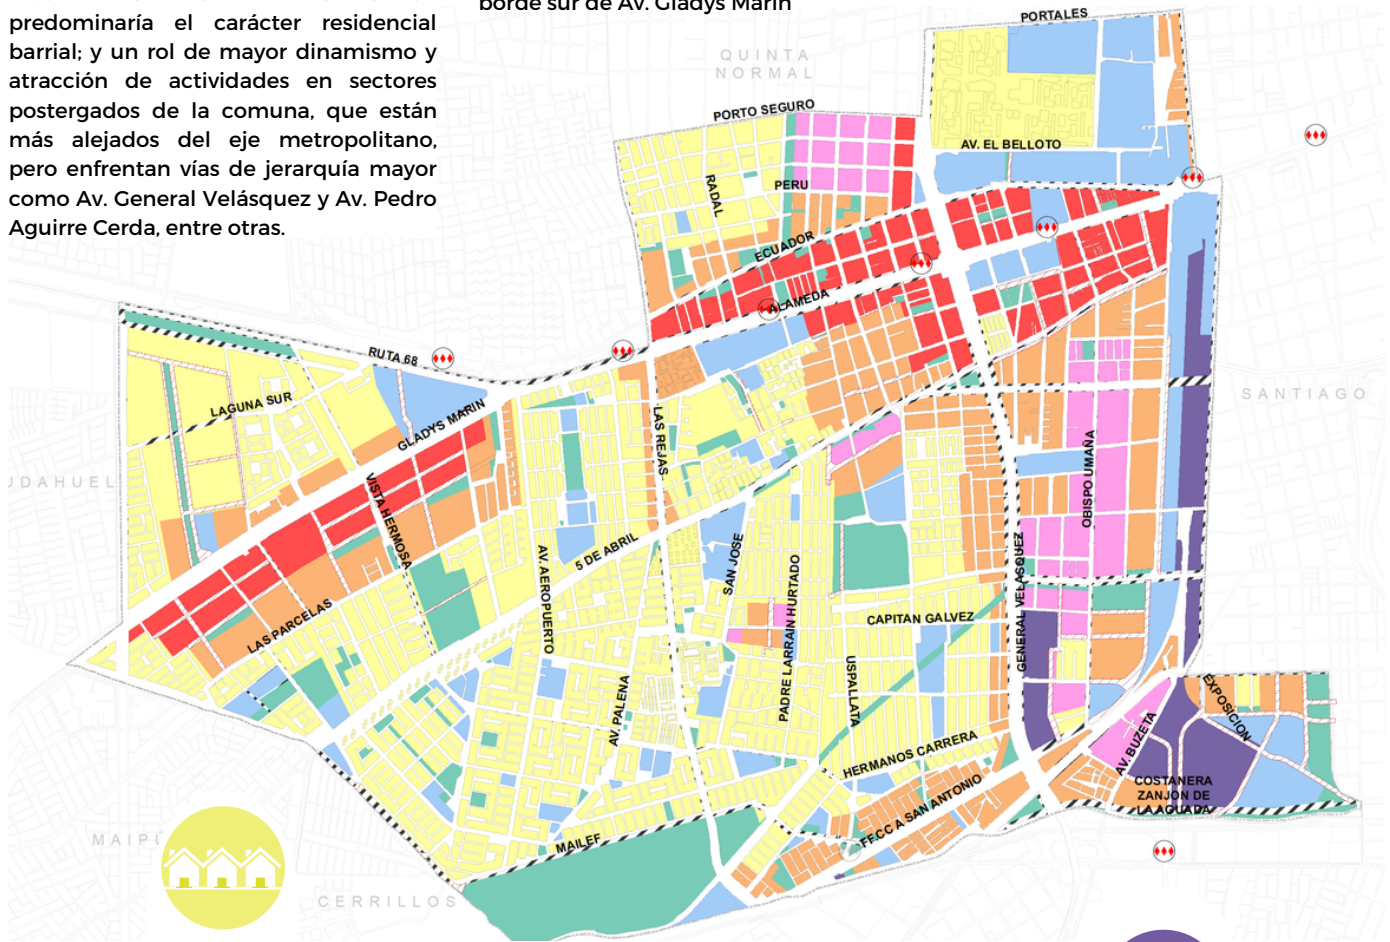 predominaría el carácter residencial
barrial; y un rol de mayor dinamismo y
atracción de actividades en sectores
postergados de la comuna, que están
más alejados del eje metropolitano,
pero enfrentan vías de jerarquía mayor
como Av. General Velásquez y Av. Pedro
Aguirre Cerda, entre otras.
borde sur de Av. Gladys Marín
PORTALES
QUINTA
NORMAL
PORTO SEGURO
AV. EL BELLOTO
RADAL
PERU
ECUADOR
ALAMEDA
RUTA 68
LAGUNA SUR
GLADYS MARIN
SANTIAGO
LAS REJAS
OBISPO UMAÑA
UDAHUEL
VISTA HERMOSA
5 DE ABRIL
AV. AEROPUERTO
SAN JOSE
PADRE LARRAIN HURTADO
GENERAL VELASQUEZ
LAS PARCELAS
CAPITAN GALVEZ
USPALLATA
AV. PALENA
EXPOSICION
AV. BUZETA
HERMANOS CARRERA
COSTANERA
ZANJON DE
LA AGUADA
FF.CC A SAN ANTONIO
MAILEF
MAIPÚ
CERRILLOS